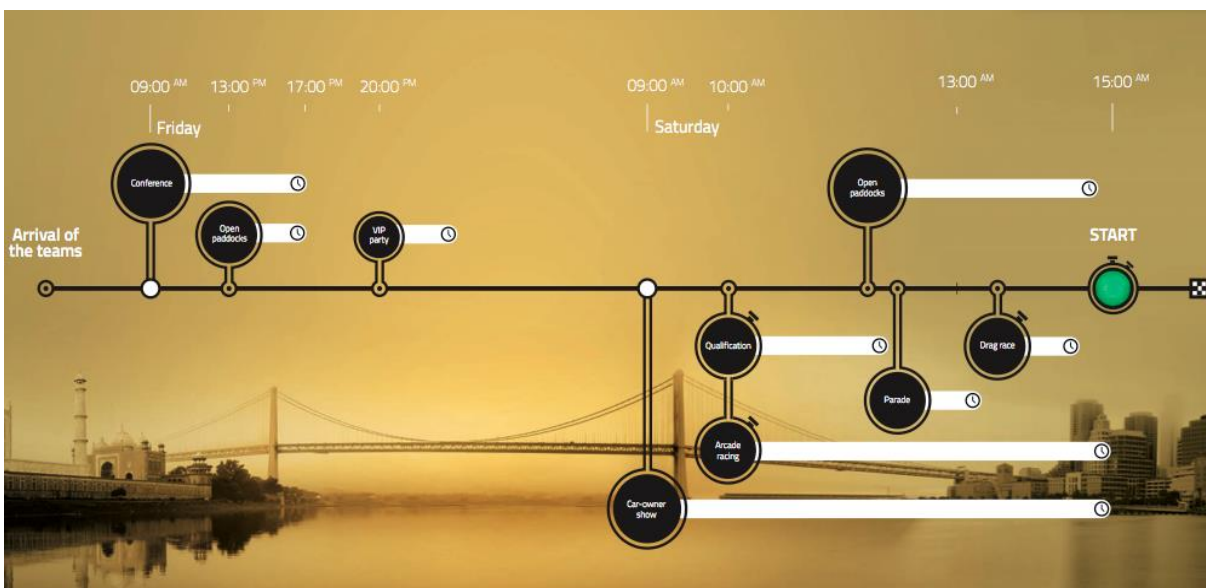 09:00 AM
13:00 PM
17:00 PM
20:00 PM
09:00 AM
10:00 AM
13:00 AM
15:00 AM
Friday
Saturday
Conference
Open
paddocks
Open
paddocks
VIP
party
Arrival of
the teams
START
Qualification
Drag race
Parade
Arcade
racing
Car-owner
show